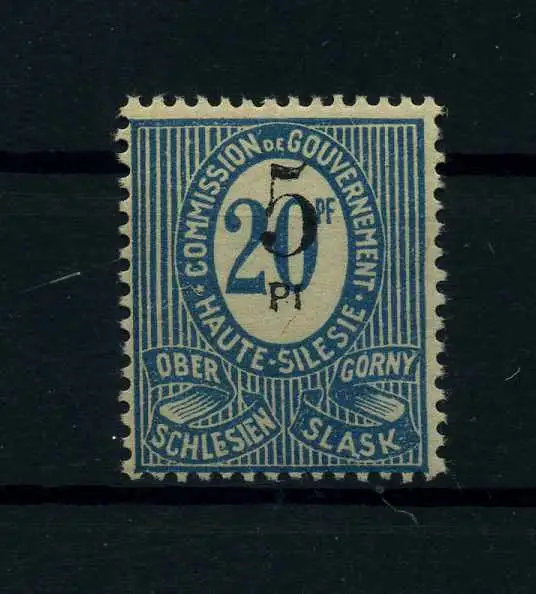 COMMISSION DE GOUVERNEMENT
HAUTE-SILESIE
20 PF
5
Pf
OBER
SCHLESIEN
GORNY
SLASK